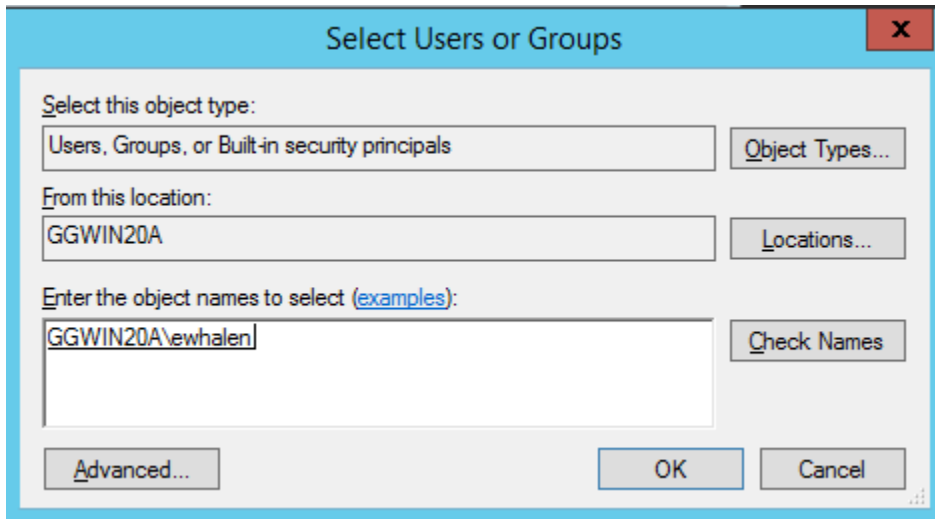 Select Users or Groups
x
Select this object type:
Users, Groups, or Built-in security principals
Object Types...
From this location:
GGWIN20A
Locations...
Enter the object names to select (examples):
GGWIN20A\ewhalen
Check Names
Advanced...
OK
Cancel